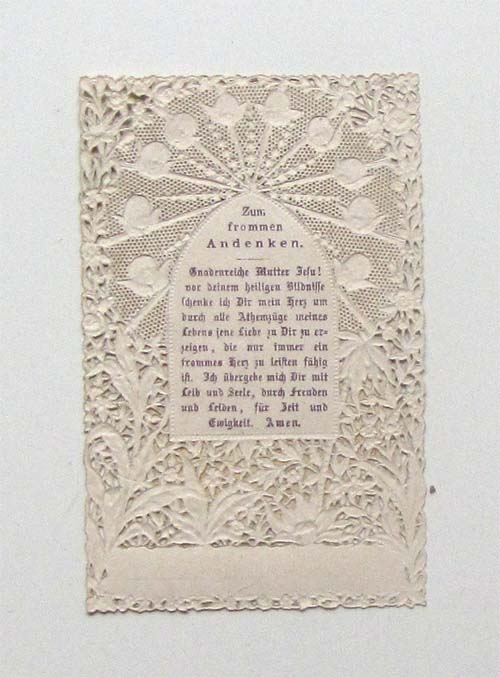 Zum
frommen
Andenken.
Gnadenreiche Mutter Jesu!
vor deinem heiligen Bildnisse
schenke ich Dir mein Herz um
durch alle Athemzüge meines
Lebens jene Liebe zu Dir zu er-
zeigen, die nur immer ein
frommes Herz zu leisten fähig
ist. Ich übergebe mich Dir mit
Leib und Seele, durch Freuden
und Leiden, für Zeit und
Ewigkeit. Amen.